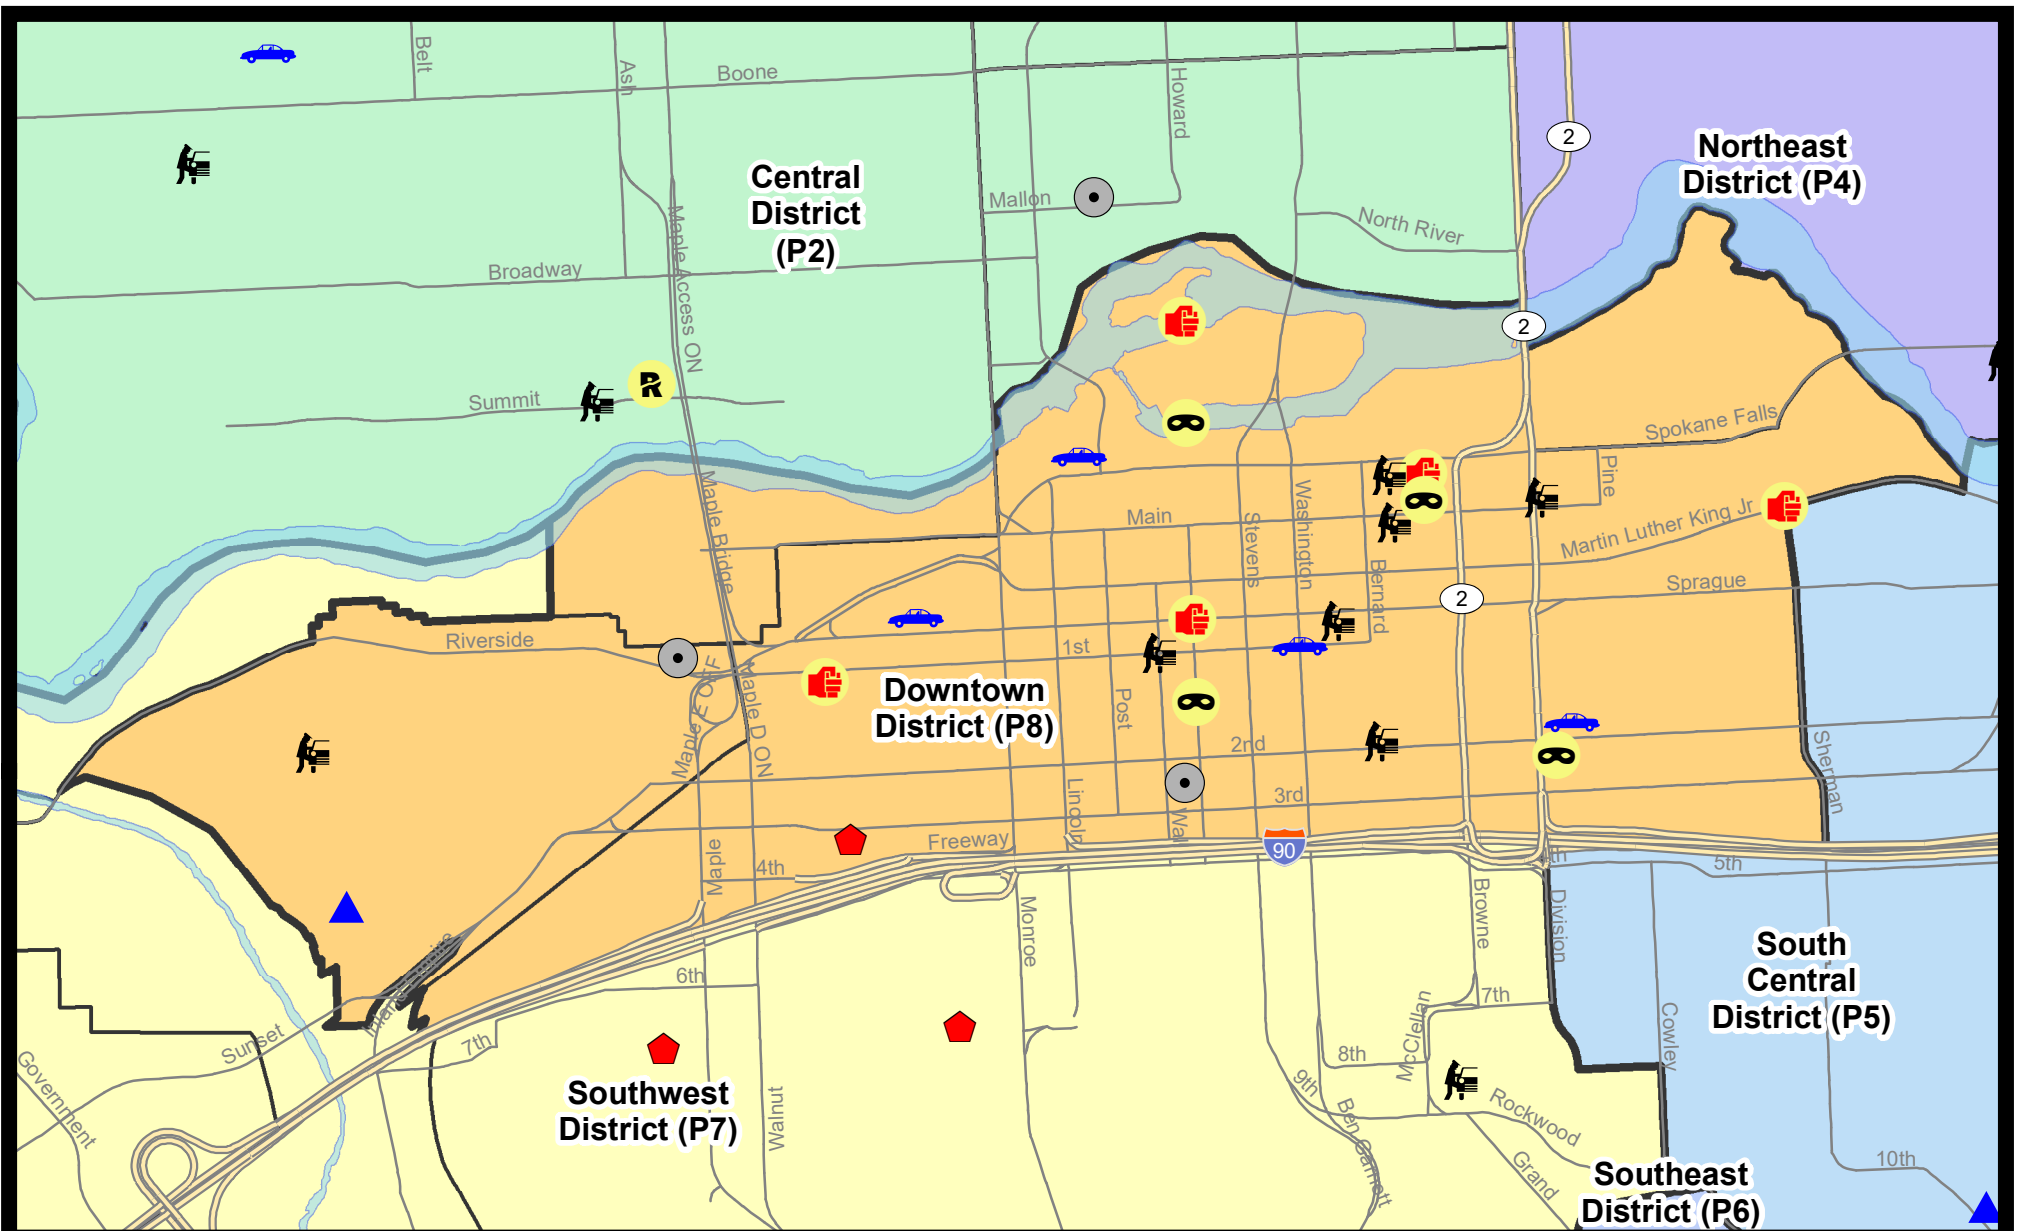 Belt
Ash
Boone
Howard
2
Northeast
District (P4)
Central
District
(P2)
Mallon
North River
Maple Access ON
Broadway
2
Summit
R
Spokane Falls
Pine
Maple Bridge
Main
Stevens
Washington
Martin Luther King Jr
Bernard
Sprague
2
Riverside
1st
Maple E OFF
Maple D ON
Downtown
District (P8)
Post
2nd
Sherman
3rd
Lincoln
Wall
Freeway
90
Maple
4th
4th
5th
Monroe
Browne
Division
South
Central
District (P5)
Inland Empire
6th
7th
Sunset
7th
McClellan
Cowley
8th
Government
Southwest
District (P7)
Walnut
9th
Ben Garnett
Rockwood
Grand
10th
Southeast
District (P6)